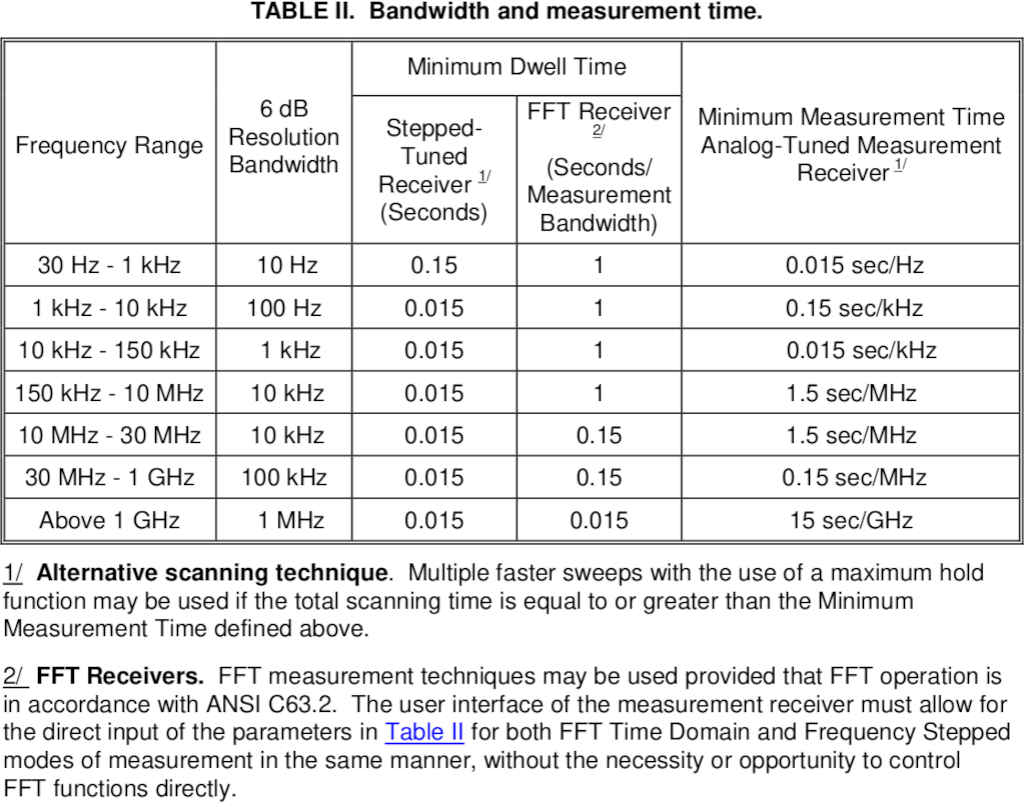 TABLE II.  Bandwidth and measurement time.
Frequency Range
6 dB
Resolution
Bandwidth
Minimum Dwell Time
Stepped-
Tuned
Receiver 1/
(Seconds)
FFT Receiver
2/
(Seconds/
Measurement
Bandwidth)
Minimum Measurement Time
Analog-Tuned Measurement
Receiver 1/
30 Hz - 1 kHz 10 Hz 0.15 1 0.015 sec/Hz
1 kHz - 10 kHz 100 Hz 0.015 1 0.15 sec/kHz
10 kHz - 150 kHz 1 kHz 0.015 1 0.015 sec/kHz
150 kHz - 10 MHz 10 kHz 0.015 1 1.5 sec/MHz
10 MHz - 30 MHz 10 kHz 0.015 0.15 1.5 sec/MHz
30 MHz - 1 GHz 100 kHz 0.015 0.15 0.15 sec/MHz
Above 1 GHz 1 MHz 0.015 0.015 15 sec/GHz
1/  Alternative scanning technique.  Multiple faster sweeps with the use of a maximum hold
function may be used if the total scanning time is equal to or greater than the Minimum
Measurement Time defined above.
2/  FFT Receivers.  FFT measurement techniques may be used provided that FFT operation is
in accordance with ANSI C63.2.  The user interface of the measurement receiver must allow for
the direct input of the parameters in Table II for both FFT Time Domain and Frequency Stepped
modes of measurement in the same manner, without the necessity or opportunity to control
FFT functions directly.